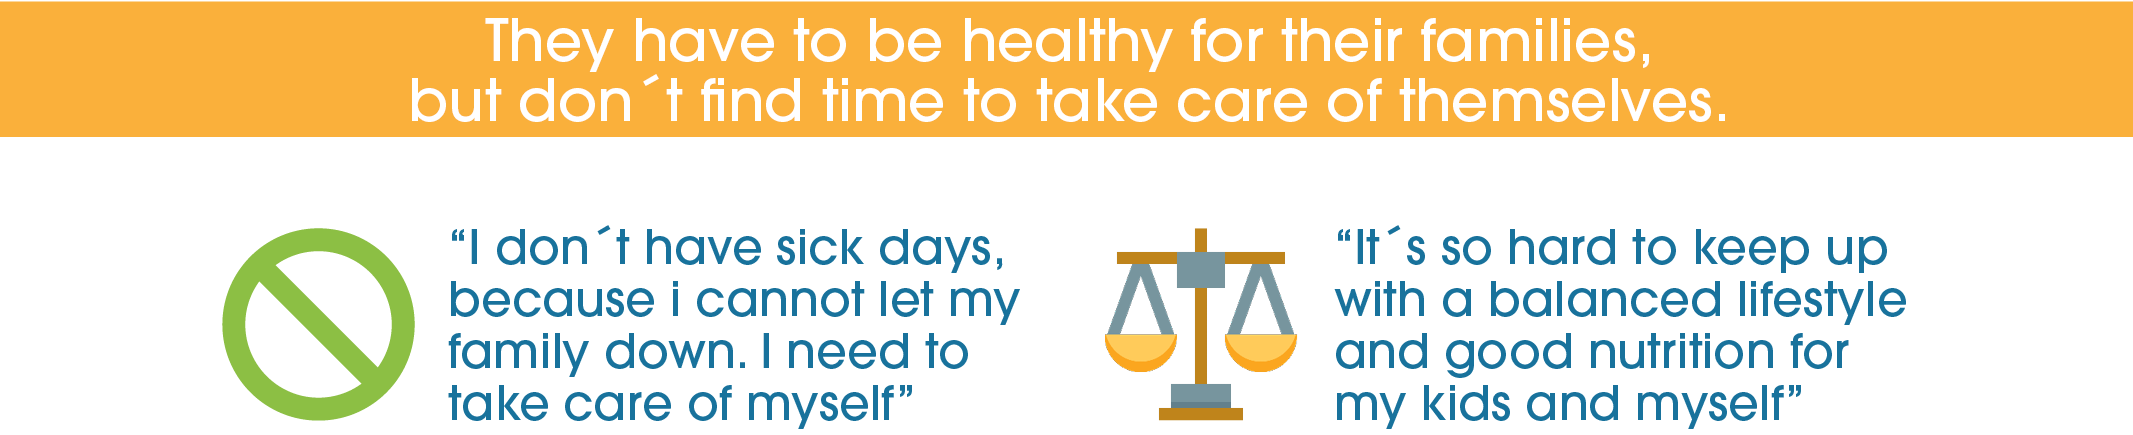 They have to be healthy for their families,
but don´t find time to take care of themselves.
“I don´t have sick days,
because i cannot let my
family down. I need to
take care of myself”
“It´s so hard to keep up
with a balanced lifestyle
and good nutrition for
my kids and myself”